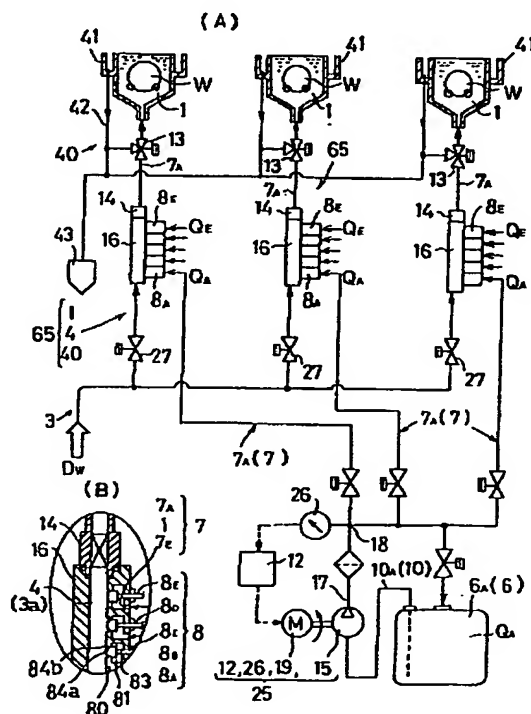 (A)
41 41 41
W W W
42 1 1 1
40 13 13 13
7A 7A 65 7A
14 8E 14 8E 14 8E
43 16 QE 16 QE 16 QE
QA QA QA
8A 8A
65 { 1 4 40
27 27 27
3
Dw
7A(7) 7A(7)
(B)
26 18
14 7A
16 1 7
7E
4 8E
(3a) 8D
8E 8
84b 8B
84a 83 8A
81
80
12 17 10A(10)
6A(6)
M 15 QA
12,26,19,
25